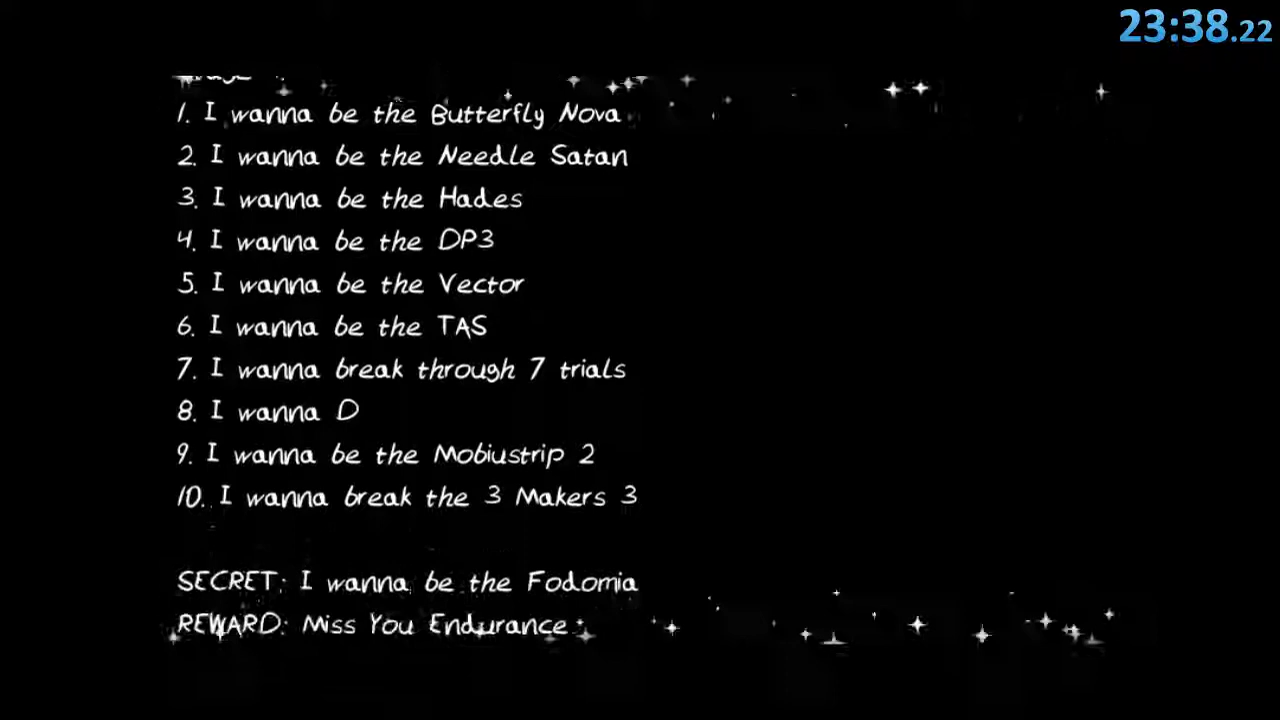 23:38.22
1. I wanna be the Butterfly Nova
2. I wanna be the Needle Satan
3. I wanna be the Hades
4. I wanna be the DP3
5. I wanna be the Vector
6. I wanna be the TAS
7. I wanna break through 7 trials
8. I wanna D
9. I wanna be the Mobiustrip 2
10. I wanna break the 3 Makers 3
SECRET: I wanna be the Fodomia
REWARD: Miss You Endurance